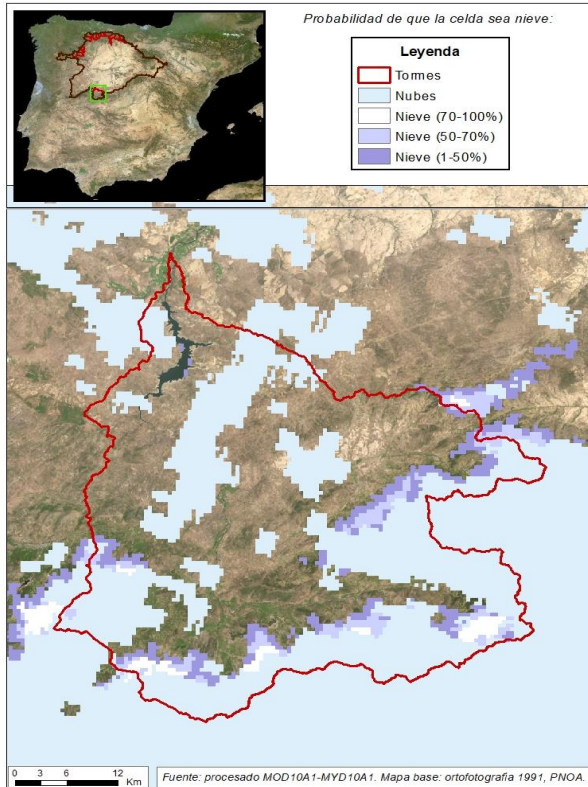 Probabilidad de que la celda sea nieve:
Leyenda
Tormes
Nubes
Nieve (70-100%)
Nieve (50-70%)
Nieve (1-50%)
0 3 6 12
Km
Fuente: procesado MOD10A1-MYD10A1. Mapa base: ortofotografia 1991, PNOA.